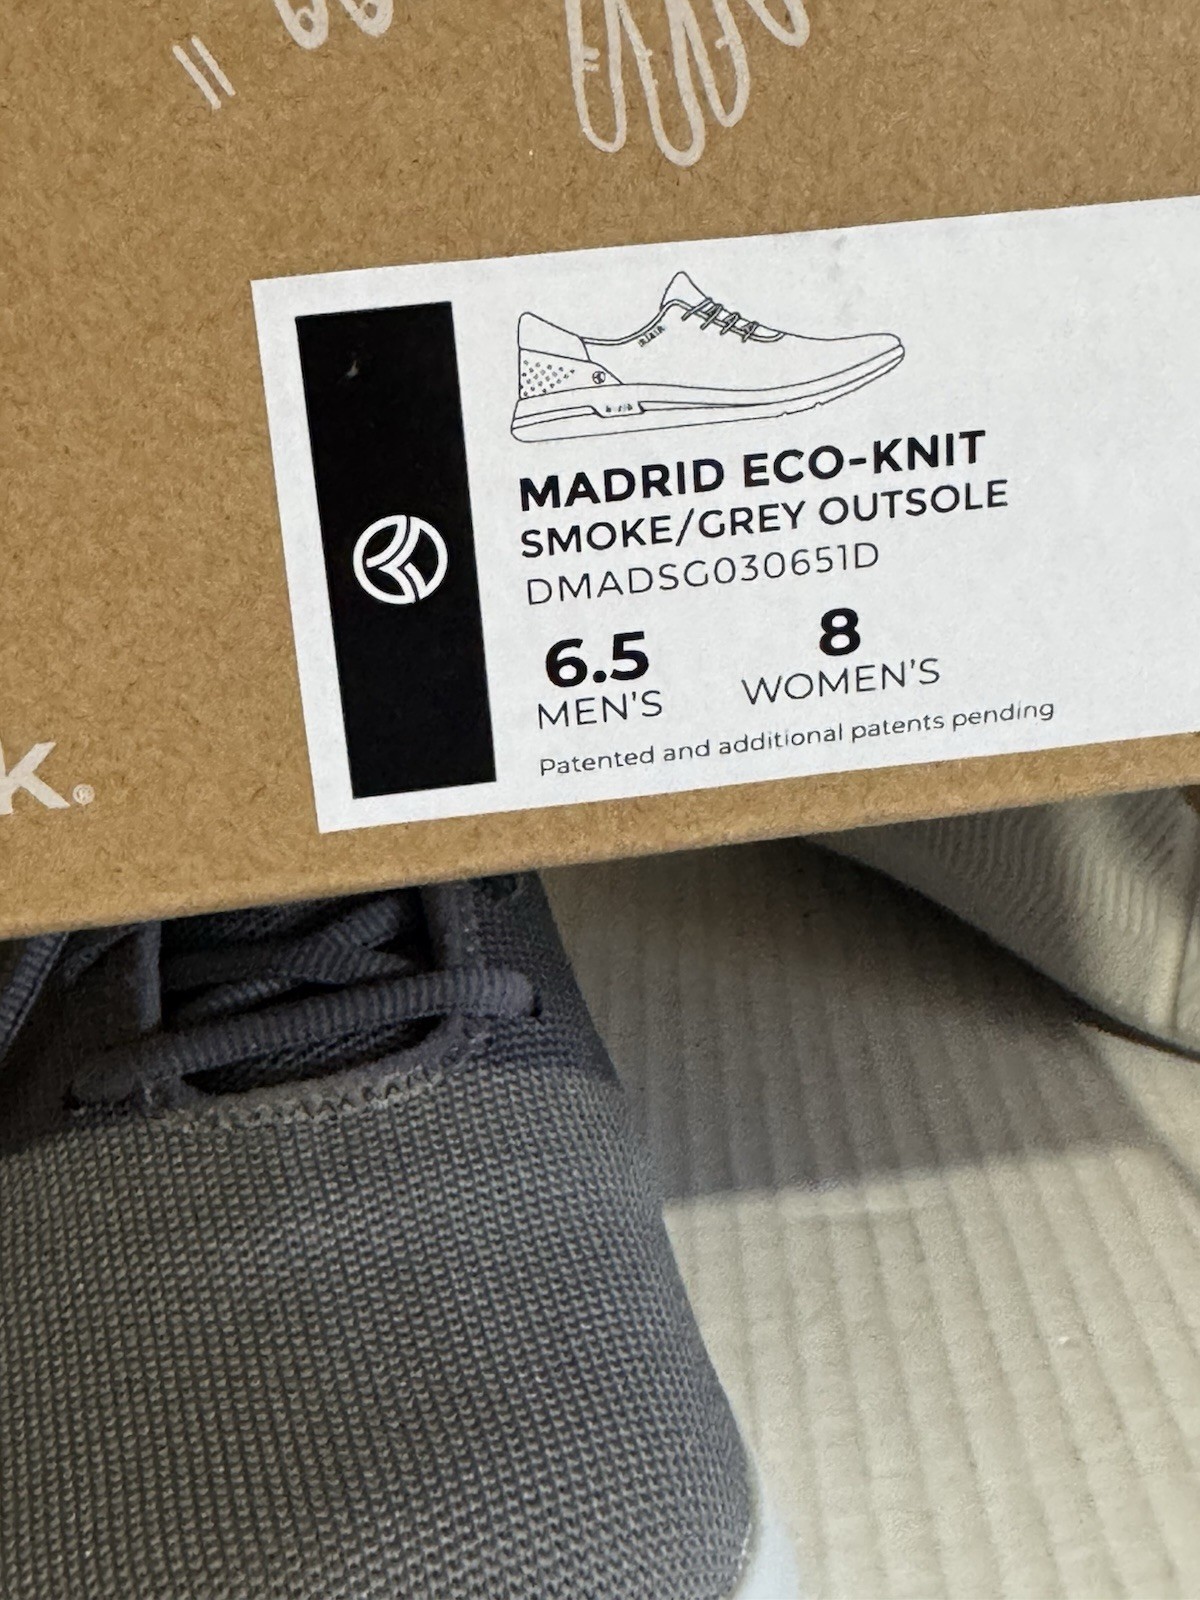 MADRID ECO-KNIT
SMOKE/GREY OUTSOLE
DMADSG030651D
6.5 8
MEN'S WOMEN'S
Patented and additional patents pending
k®